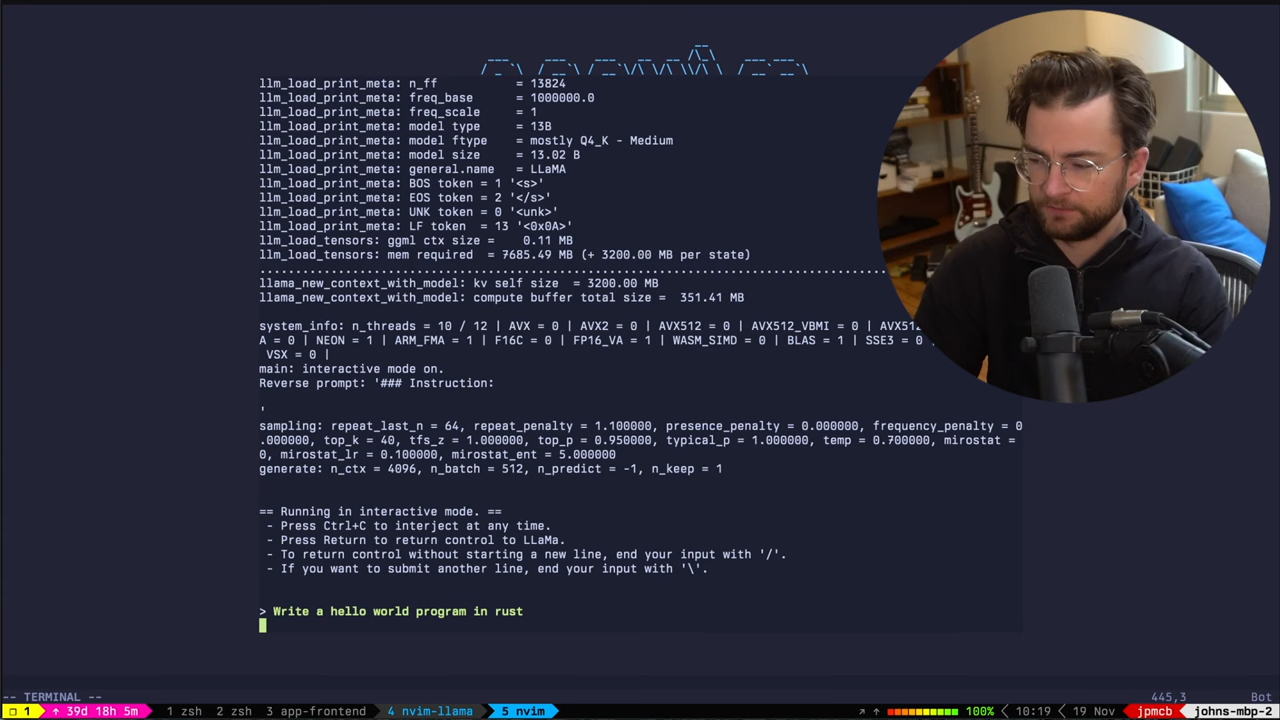 llm_load_print_meta: n_ff = 13824
llm_load_print_meta: freq_base = 1000000.0
llm_load_print_meta: freq_scale = 1
llm_load_print_meta: model type = 13B
llm_load_print_meta: model ftype = mostly Q4_K - Medium
llm_load_print_meta: model size = 13.02 B
llm_load_print_meta: general.name = LLaMA
llm_load_print_meta: BOS token = 1 '<s>'
llm_load_print_meta: EOS token = 2 '</s>'
llm_load_print_meta: UNK token = 0 '<unk>'
llm_load_print_meta: LF token = 13 '<0x0A>'
llm_load_tensors: ggml ctx size = 0.11 MB
llm_load_tensors: mem required = 7685.49 MB (+ 3200.00 MB per state)
....................................................................................
llama_new_context_with_model: kv self size = 3200.00 MB
llama_new_context_with_model: compute buffer total size = 351.41 MB
system_info: n_threads = 10 / 12 | AVX = 0 | AVX2 = 0 | AVX512 = 0 | AVX512_VBMI = 0 | AVX512
A = 0 | NEON = 1 | ARM_FMA = 1 | F16C = 0 | FP16_VA = 1 | WASM_SIMD = 0 | BLAS = 1 | SSE3 = 0
VSX = 0 |
main: interactive mode on.
Reverse prompt: '### Instruction:
'
sampling: repeat_last_n = 64, repeat_penalty = 1.100000, presence_penalty = 0.000000, frequency_penalty = 0
.000000, top_k = 40, tfs_z = 1.000000, top_p = 0.950000, typical_p = 1.000000, temp = 0.700000, mirostat =
0, mirostat_lr = 0.100000, mirostat_ent = 5.000000
generate: n_ctx = 4096, n_batch = 512, n_predict = -1, n_keep = 1
== Running in interactive mode. ==
- Press Ctrl+C to interject at any time.
- Press Return to return control to LLaMa.
- To return control without starting a new line, end your input with '/'.
- If you want to submit another line, end your input with '\'.
> Write a hello world program in rust
-- TERMINAL -- 445,3 Bot
1 ↑ 39d 18h 5m 1 zsh 2 zsh 3 app-frontend 4 nvim-llama 5 nvim ↗ ↑ 100% 10:19 19 Nov jpmcb johns-mbp-2